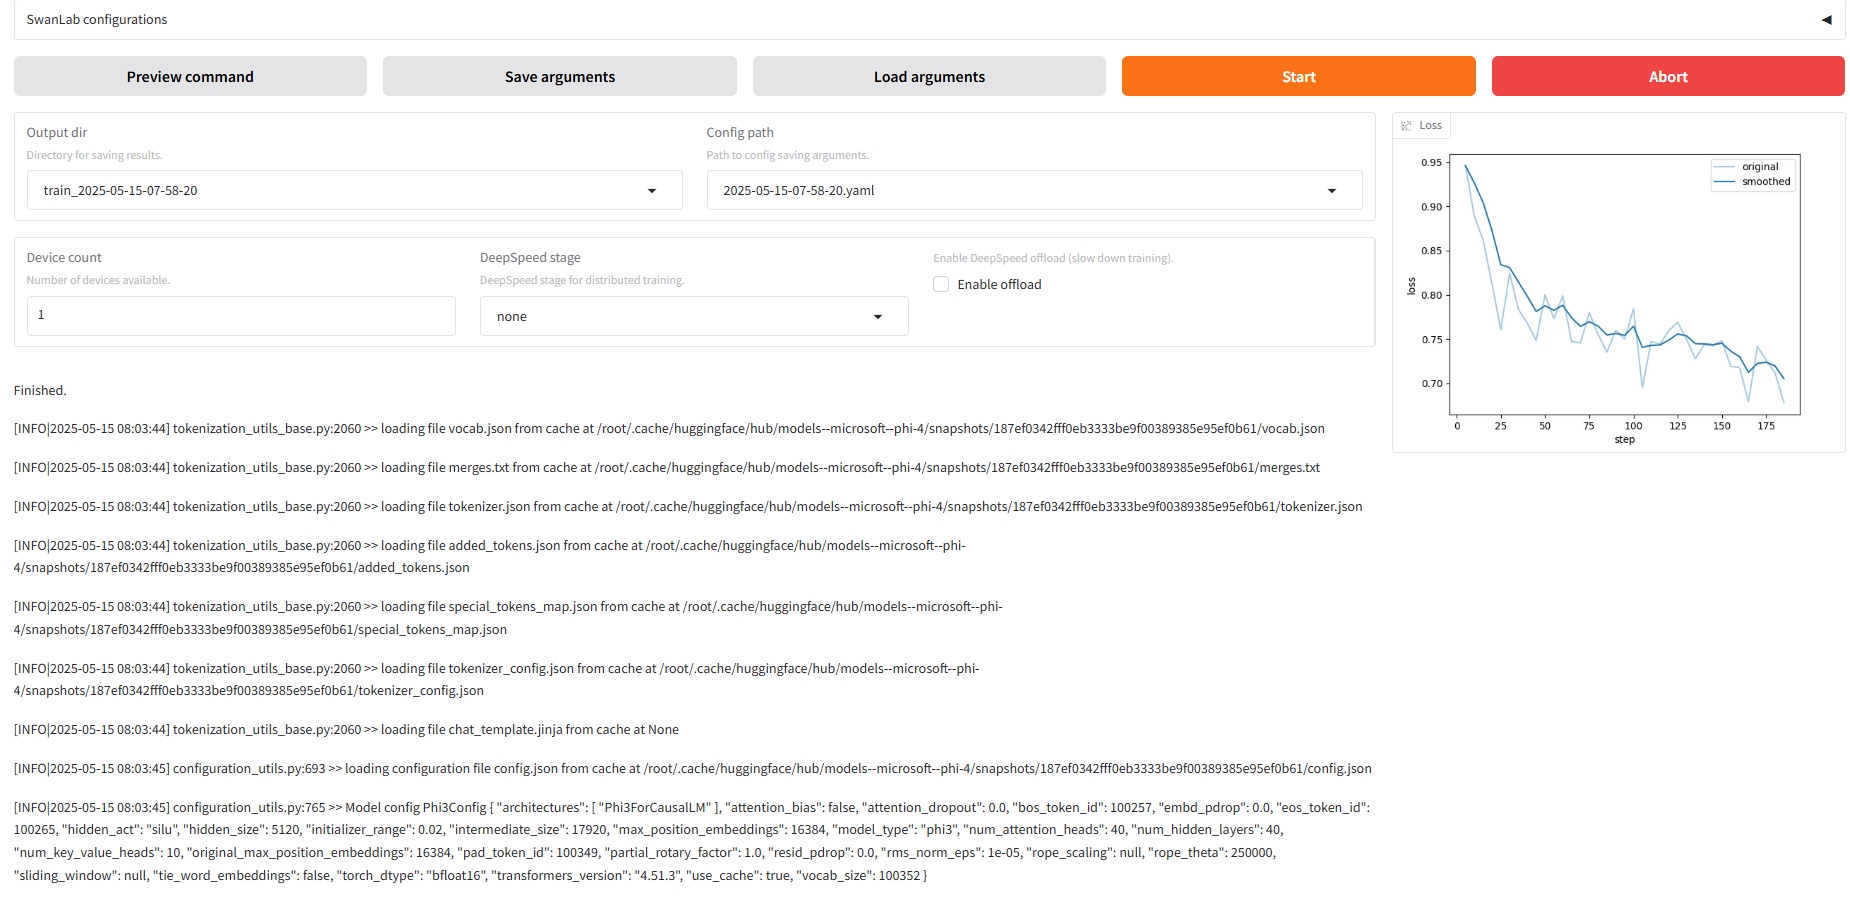 SwanLab configurations
Preview command
Save arguments
Load arguments
Start
Abort
Output dir
Directory for saving results.
train_2025-05-15-07-58-20
Config path
Path to config saving arguments.
2025-05-15-07-58-20.yaml
Device count
Number of devices available.
1
DeepSpeed stage
DeepSpeed stage for distributed training.
none
Enable DeepSpeed offload (slow down training).
Enable offload
Loss
original
smoothed
0.95
0.90
0.85
0.80
0.75
0.70
loss
0 25 50 75 100 125 150 175
step
Finished.
[INFO|2025-05-15 08:03:44] tokenization_utils_base.py:2060 >> loading file vocab.json from cache at /root/.cache/huggingface/hub/models--microsoft--phi-4/snapshots/187ef0342fff0eb3333be9f00389385e95ef0b61/vocab.json
[INFO|2025-05-15 08:03:44] tokenization_utils_base.py:2060 >> loading file merges.txt from cache at /root/.cache/huggingface/hub/models--microsoft--phi-4/snapshots/187ef0342fff0eb3333be9f00389385e95ef0b61/merges.txt
[INFO|2025-05-15 08:03:44] tokenization_utils_base.py:2060 >> loading file tokenizer.json from cache at /root/.cache/huggingface/hub/models--microsoft--phi-4/snapshots/187ef0342fff0eb3333be9f00389385e95ef0b61/tokenizer.json
[INFO|2025-05-15 08:03:44] tokenization_utils_base.py:2060 >> loading file added_tokens.json from cache at /root/.cache/huggingface/hub/models--microsoft--phi-
4/snapshots/187ef0342fff0eb3333be9f00389385e95ef0b61/added_tokens.json
[INFO|2025-05-15 08:03:44] tokenization_utils_base.py:2060 >> loading file special_tokens_map.json from cache at /root/.cache/huggingface/hub/models--microsoft--phi-
4/snapshots/187ef0342fff0eb3333be9f00389385e95ef0b61/special_tokens_map.json
[INFO|2025-05-15 08:03:44] tokenization_utils_base.py:2060 >> loading file tokenizer_config.json from cache at /root/.cache/huggingface/hub/models--microsoft--phi-
4/snapshots/187ef0342fff0eb3333be9f00389385e95ef0b61/tokenizer_config.json
[INFO|2025-05-15 08:03:44] tokenization_utils_base.py:2060 >> loading file chat_template.jinja from cache at None
[INFO|2025-05-15 08:03:45] configuration_utils.py:693 >> loading configuration file config.json from cache at /root/.cache/huggingface/hub/models--microsoft--phi-4/snapshots/187ef0342fff0eb3333be9f00389385e95ef0b61/config.json
[INFO|2025-05-15 08:03:45] configuration_utils.py:765 >> Model config Phi3Config { "architectures": [ "Phi3ForCausalLM" ], "attention_bias": false, "attention_dropout": 0.0, "bos_token_id": 100257, "embd_pdrop": 0.0, "eos_token_id":
100265, "hidden_act": "silu", "hidden_size": 5120, "initializer_range": 0.02, "intermediate_size": 17920, "max_position_embeddings": 16384, "model_type": "phi3", "num_attention_heads": 40, "num_hidden_layers": 40,
"num_key_value_heads": 10, "original_max_position_embeddings": 16384, "pad_token_id": 100349, "partial_rotary_factor": 1.0, "resid_pdrop": 0.0, "rms_norm_eps": 1e-05, "rope_scaling": null, "rope_theta": 250000,
"sliding_window": null, "tie_word_embeddings": false, "torch_dtype": "bfloat16", "transformers_version": "4.51.3", "use_cache": true, "vocab_size": 100352 }